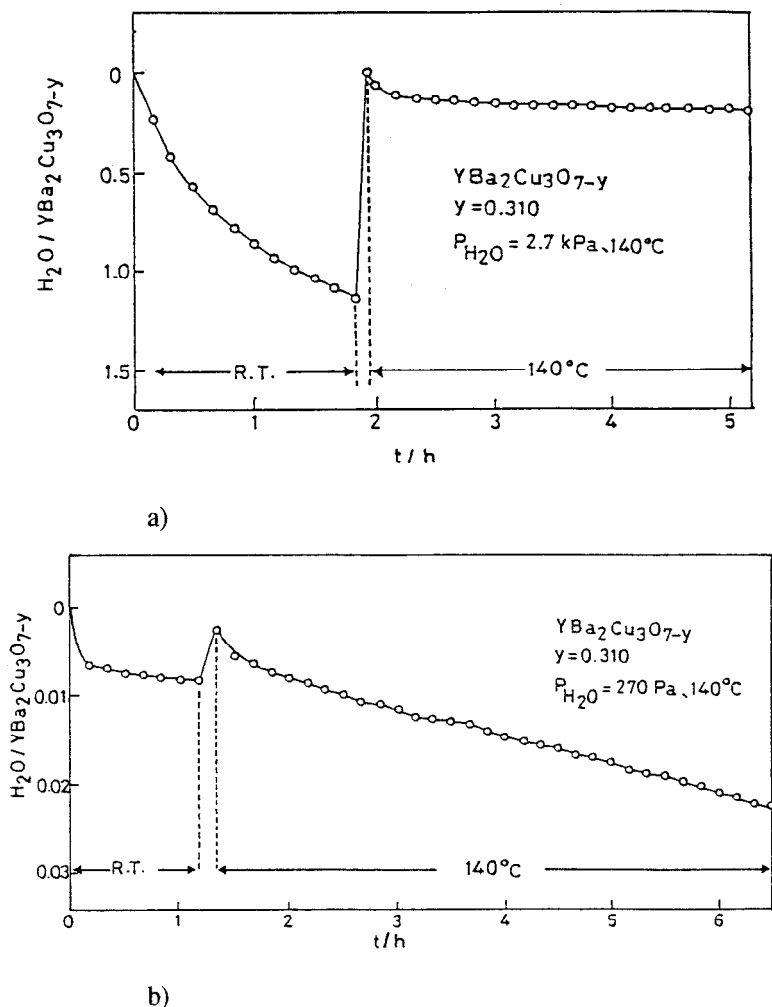 0
0.5
1.0
1.5
H₂O / YBa₂Cu₃O₇₋y
YBa₂Cu₃O₇₋y
y=0.310
P_H₂O = 2.7 kPa、140°C
R.T.
140°C
0 1 2 3 4 5
t / h
a)
0
0.01
0.02
0.03
H₂O / YBa₂Cu₃O₇₋y
YBa₂Cu₃O₇₋y
y=0.310
P_H₂O = 270 Pa、140°C
R.T.
140°C
0 1 2 3 4 5 6
t / h
b)